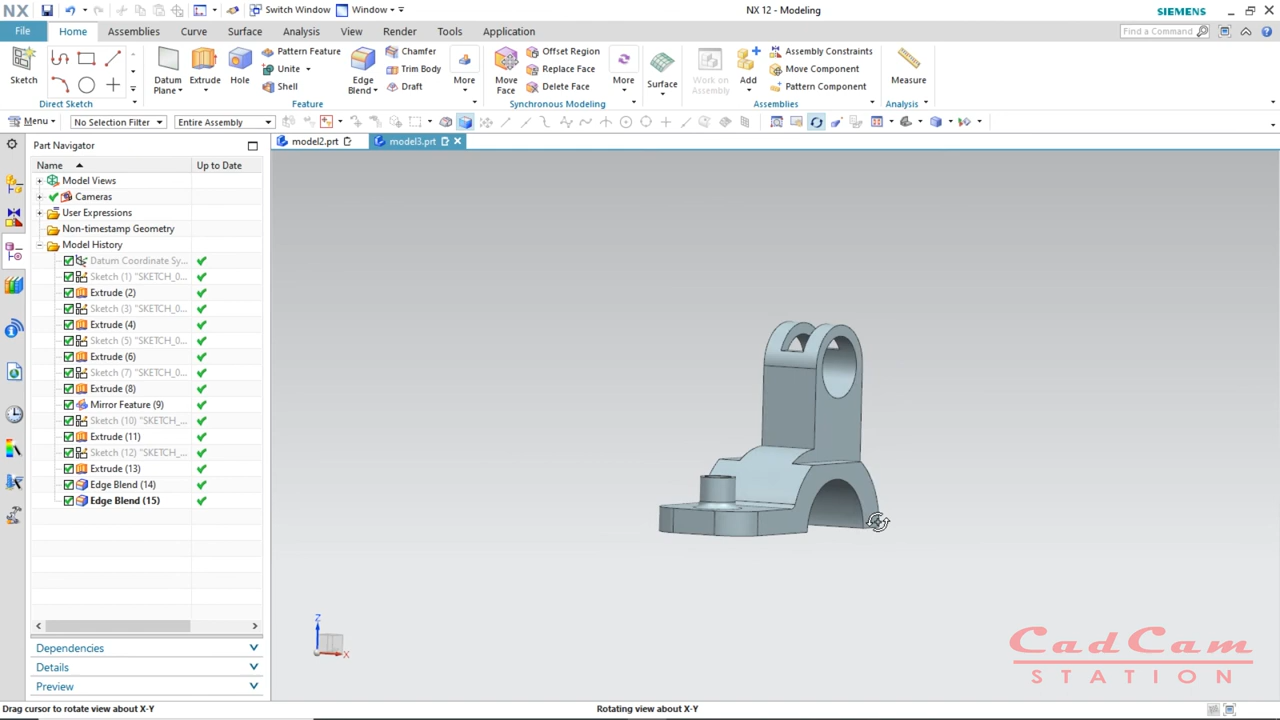 NX
Switch Window
Window
NX 12 - Modeling
SIEMENS
File
Home
Assemblies
Curve
Surface
Analysis
View
Render
Tools
Application
Find a Command
Sketch
Direct Sketch
Datum
Plane
Extrude
Hole
Pattern Feature
Unite
Shell
Edge
Blend
Chamfer
Trim Body
Draft
More
Feature
Move
Face
Offset Region
Replace Face
Delete Face
More
Synchronous Modeling
Surface
Work on
Assembly
Add
Assembly Constraints
Move Component
Pattern Component
Assemblies
Measure
Analysis
Menu
No Selection Filter
Entire Assembly
Part Navigator
model2.prt
model3.prt
Name
Up to Date
Model Views
Cameras
User Expressions
Non-timestamp Geometry
Model History
Datum Coordinate Sy...
Sketch (1) "SKETCH_0...
Extrude (2)
Sketch (3) "SKETCH_0...
Extrude (4)
Sketch (5) "SKETCH_0...
Extrude (6)
Sketch (7) "SKETCH_0...
Extrude (8)
Mirror Feature (9)
Sketch (10) "SKETCH_...
Extrude (11)
Sketch (12) "SKETCH_...
Extrude (13)
Edge Blend (14)
Edge Blend (15)
Dependencies
Details
Preview
Z
X
CadCam
STATION
Drag cursor to rotate view about X-Y
Rotating view about X-Y